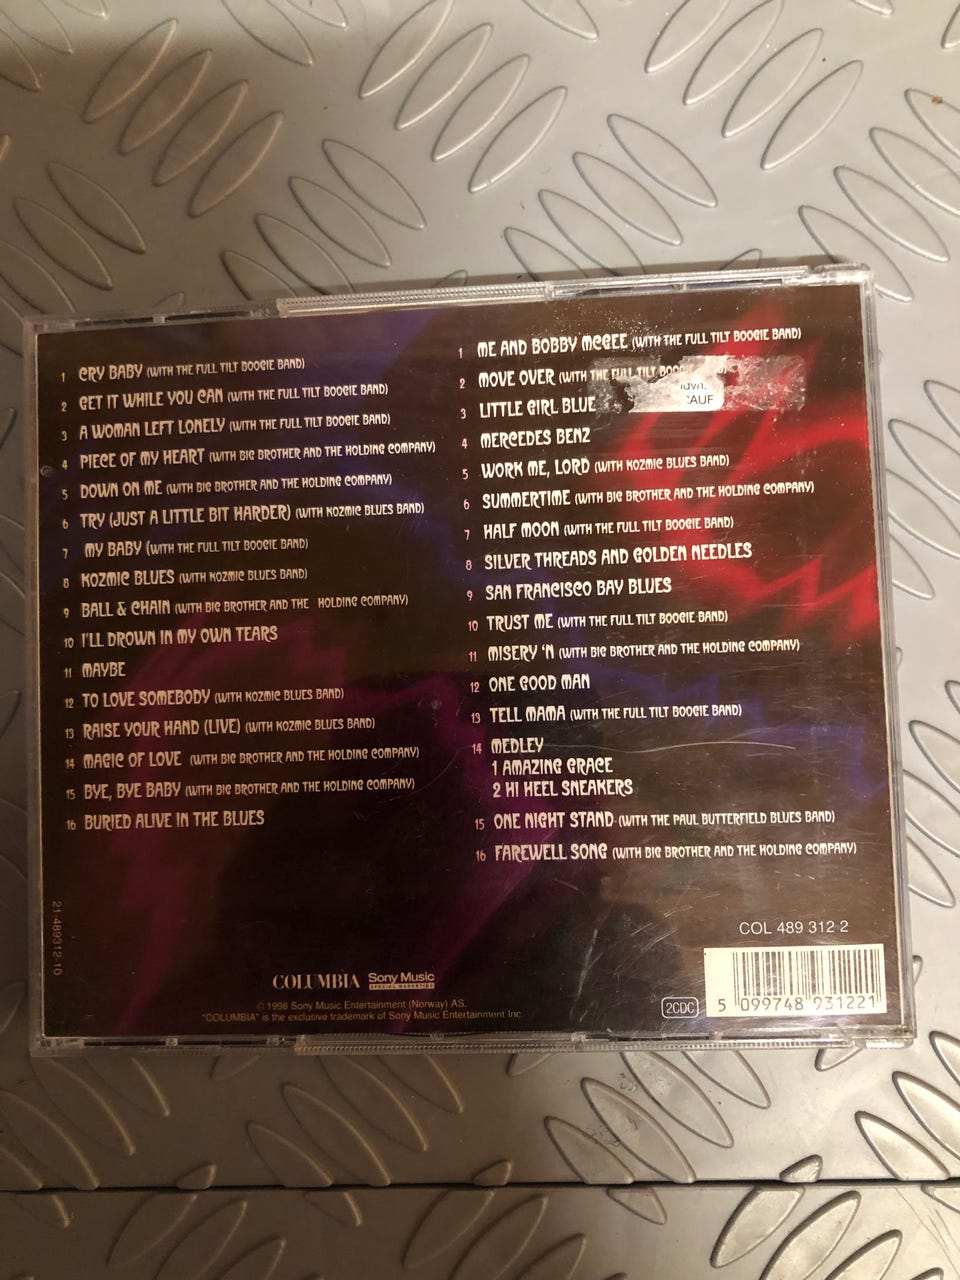 1 CRY BABY (WITH THE FULL TILT BOOGIE BAND)
2 GET IT WHILE YOU CAN (WITH THE FULL TILT BOOGIE BAND)
3 A WOMAN LEFT LONELY (WITH THE FULL TILT BOOGIE BAND)
4 PIECE OF MY HEART (WITH BIG BROTHER AND THE HOLDING COMPANY)
5 DOWN ON ME (WITH BIG BROTHER AND THE HOLDING COMPANY)
6 TRY (JUST A LITTLE BIT HARDER) (WITH KOZMIC BLUES BAND)
7 MY BABY (WITH THE FULL TILT BOOGIE BAND)
8 KOZMIC BLUES (WITH KOZMIC BLUES BAND)
9 BALL & CHAIN (WITH BIG BROTHER AND THE HOLDING COMPANY)
10 I'LL DROWN IN MY OWN TEARS
11 MAYBE
12 TO LOVE SOMEBODY (WITH KOZMIC BLUES BAND)
13 RAISE YOUR HAND (LIVE) (WITH KOZMIC BLUES BAND)
14 MAGIC OF LOVE (WITH BIG BROTHER AND THE HOLDING COMPANY)
15 BYE, BYE BABY (WITH BIG BROTHER AND THE HOLDING COMPANY)
16 BURIED ALIVE IN THE BLUES
1 ME AND BOBBY MCGEE (WITH THE FULL TILT BOOGIE BAND)
2 MOVE OVER (WITH THE FULL TILT
AUF
3 LITTLE GIRL BLUE
4 MERCEDES BENZ
5 WORK ME, LORD (WITH KOZMIC BLUES BAND)
6 SUMMERTIME (WITH BIG BROTHER AND THE HOLDING COMPANY)
7 HALF MOON (WITH THE FULL TILT BOOGIE BAND)
8 SILVER THREADS AND GOLDEN NEEDLES
9 SAN FRANCISCO BAY BLUES
10 TRUST ME (WITH THE FULL TILT BOOGIE BAND)
11 MISERY 'N (WITH BIG BROTHER AND THE HOLDING COMPANY)
12 ONE GOOD MAN
13 TELL MAMA (WITH THE FULL TILT BOOGIE BAND)
14 MEDLEY
1 AMAZING GRACE
2 HI HEEL SNEAKERS
15 ONE NIGHT STAND (WITH THE PAUL BUTTERFIELD BLUES BAND)
16 FAREWELL SONG (WITH BIG BROTHER AND THE HOLDING COMPANY)
21-489312-10
COL 489 312 2
COLUMBIA Sony Music
SPECIAL MARKETING
© 1998 Sony Music Entertainment (Norway) AS.
"COLUMBIA" is the exclusive trademark of Sony Music Entertainment Inc
2CDC
5 099748 931221